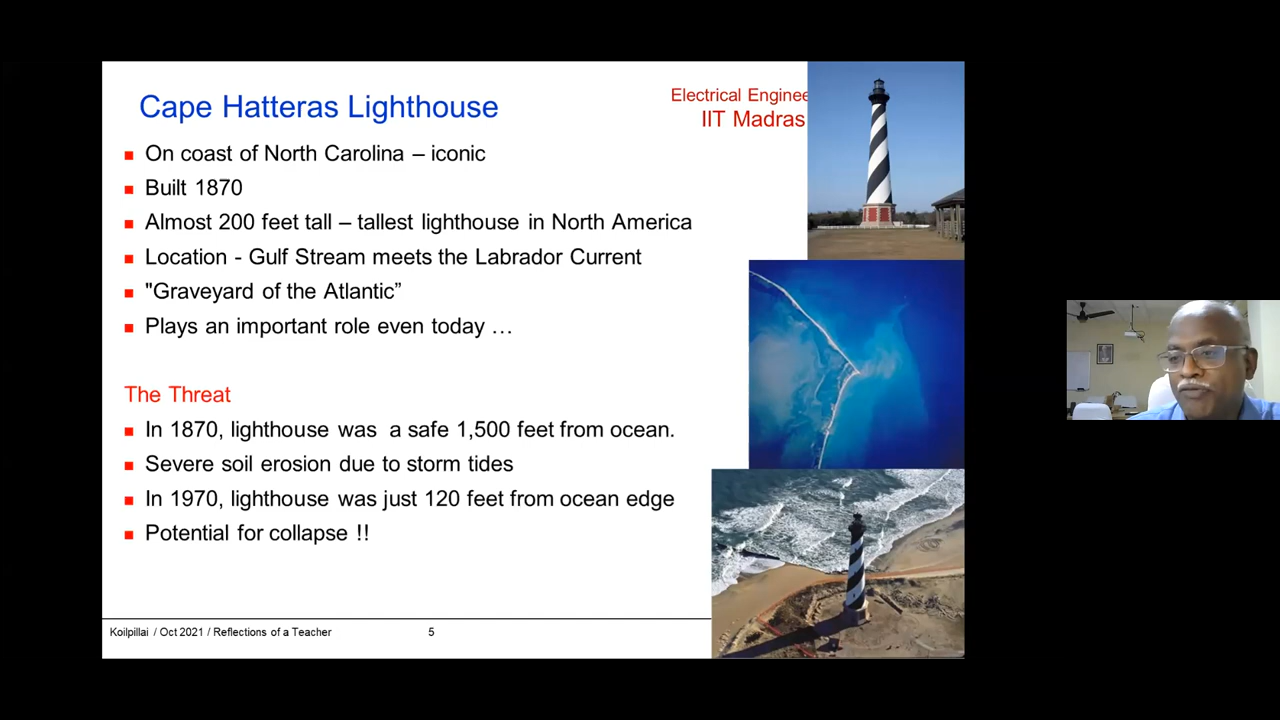 Cape Hatteras Lighthouse
Electrical Enginee
IIT Madras
On coast of North Carolina – iconic
Built 1870
Almost 200 feet tall – tallest lighthouse in North America
Location - Gulf Stream meets the Labrador Current
"Graveyard of the Atlantic”
Plays an important role even today …
The Threat
In 1870, lighthouse was a safe 1,500 feet from ocean.
Severe soil erosion due to storm tides
In 1970, lighthouse was just 120 feet from ocean edge
Potential for collapse !!
Koilpillai / Oct 2021 / Reflections of a Teacher
5